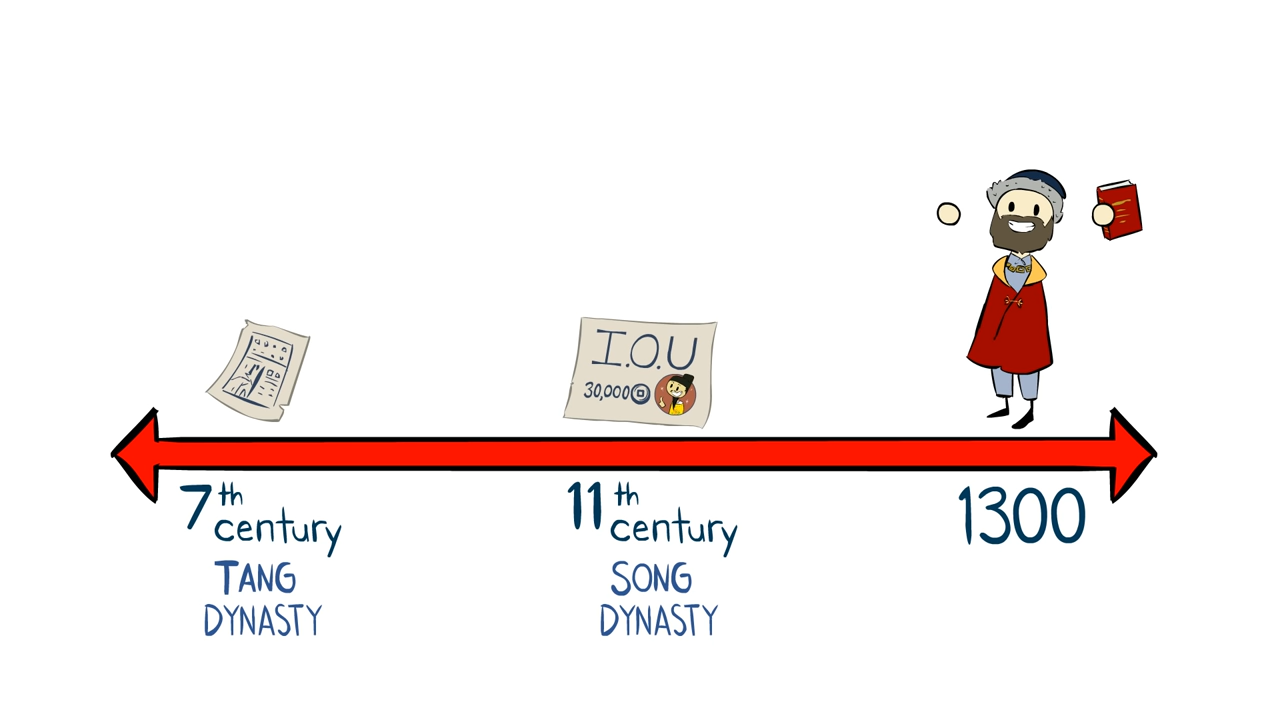 I.O.U
30,000
7th century
TANG
DYNASTY
11th century
SONG
DYNASTY
1300